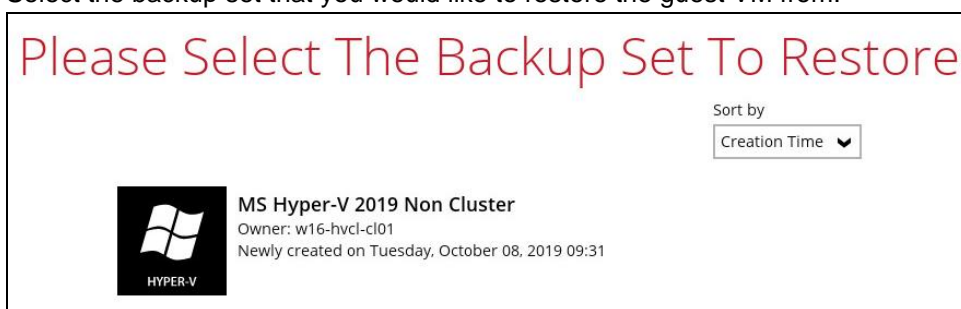 Select the backup set that you would like to restore the guest VM from.
Please Select The Backup Set To Restore
Sort by
Creation Time
MS Hyper-V 2019 Non Cluster
Owner: w16-hvcl-cl01
Newly created on Tuesday, October 08, 2019 09:31
HYPER-V